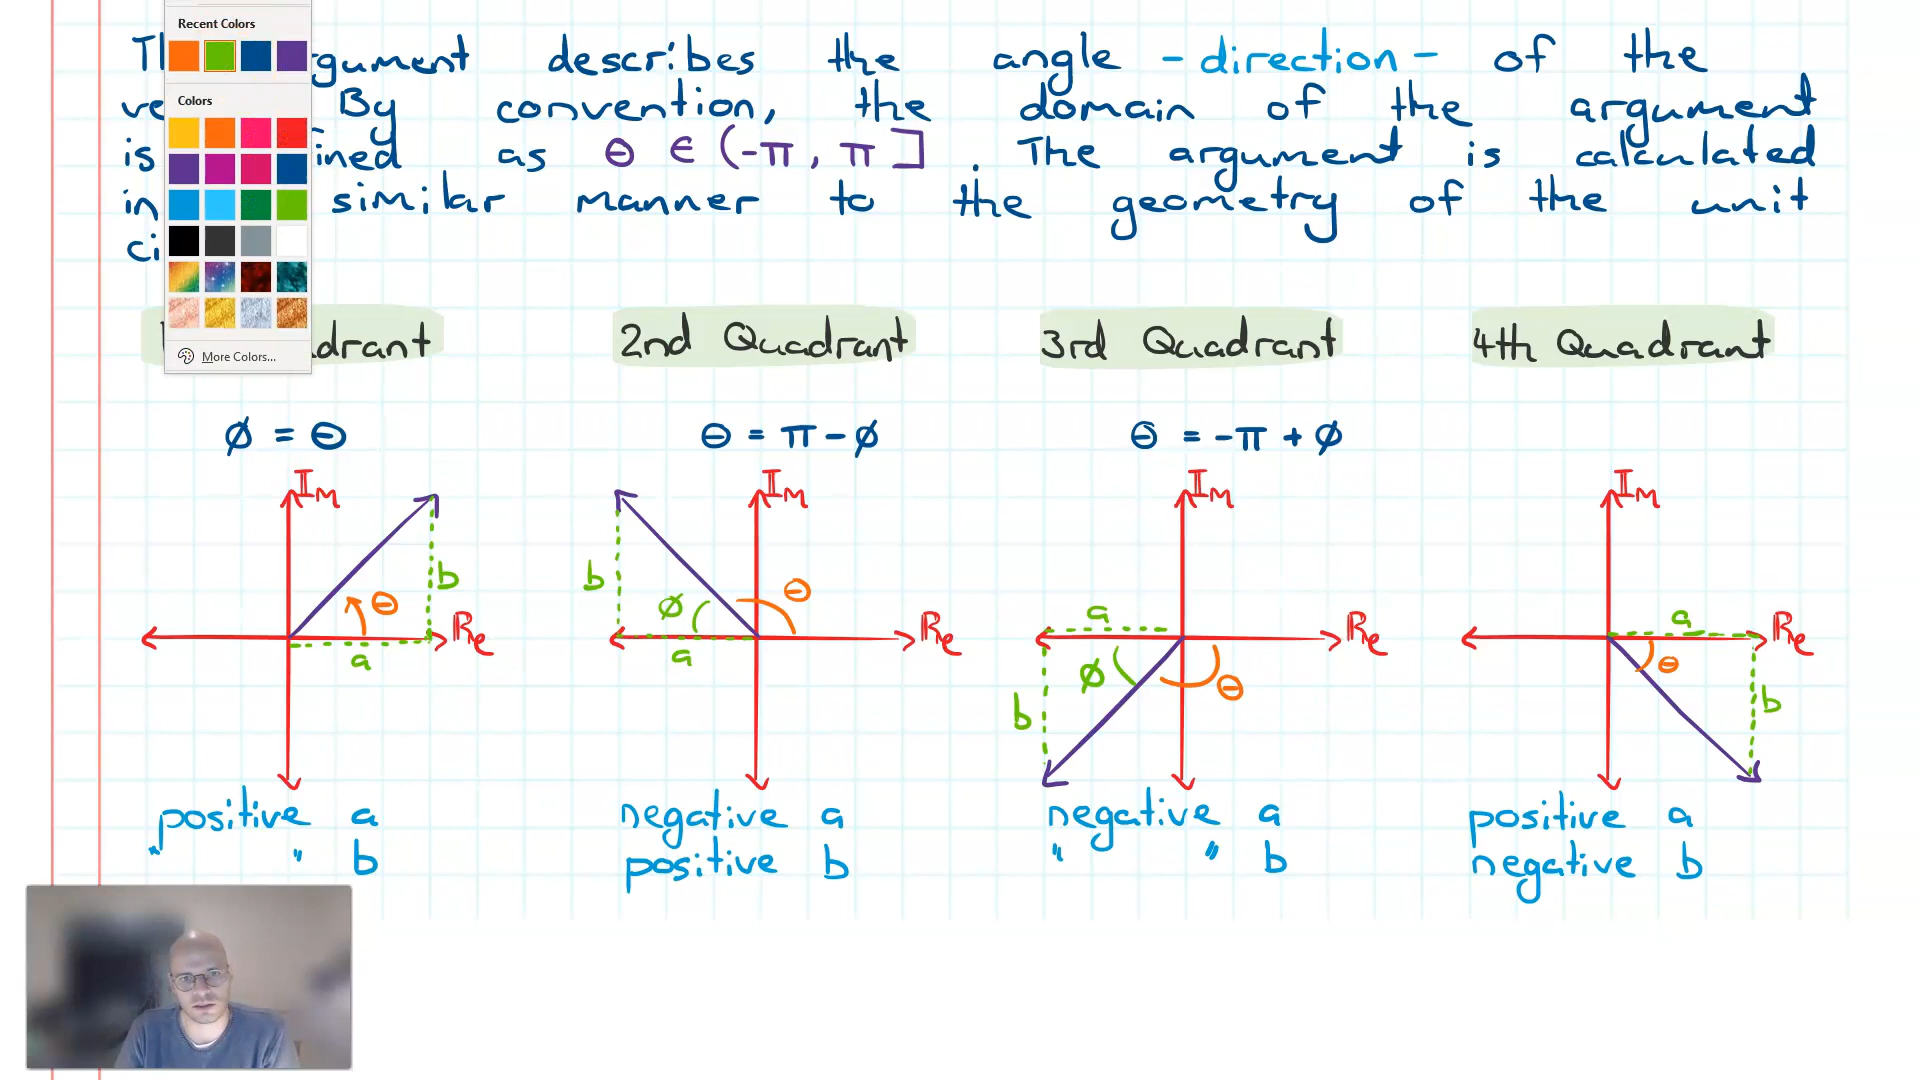 Recent Colors
Colors
More Colors...
gument describes the angle -direction- of the
By convention, the domain of the argument
is ined as θ ∈ (-π, π]. The argument is calculated
in similar manner to the geometry of the unit
ci
drant
2nd Quadrant
3rd Quadrant
4th Quadrant
ø = θ
θ = π - ø
θ = -π + ø
Im
Im
Im
Im
b
θ
Re
a
b
ø
θ
Re
a
a
Re
ø
θ
b
a
Re
θ
b
positive a
" " b
negative a
positive b
negative a
" " b
positive a
negative b